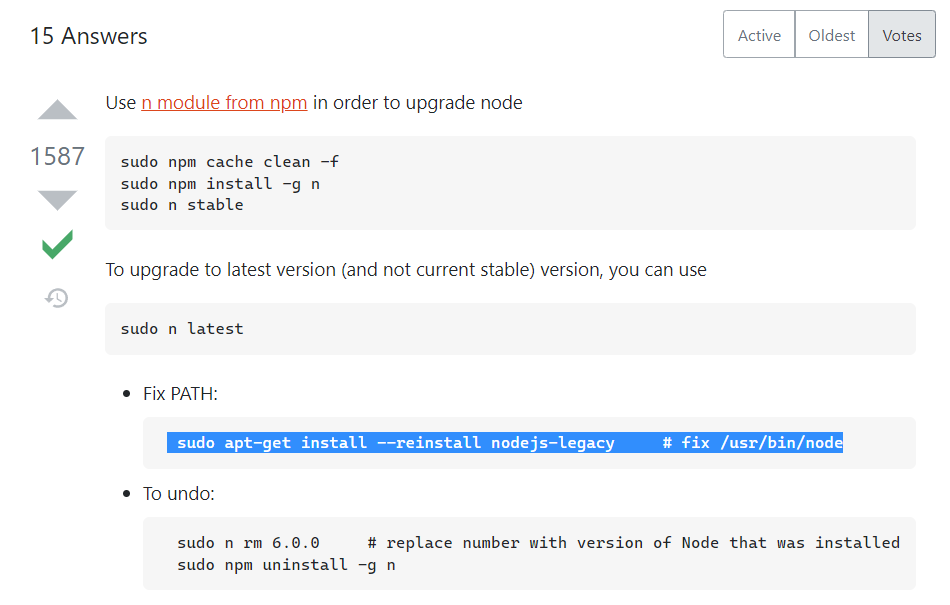 15 Answers
Active Oldest Votes
Use n module from npm in order to upgrade node
1587
sudo npm cache clean -f
sudo npm install -g n
sudo n stable
To upgrade to latest version (and not current stable) version, you can use
sudo n latest
• Fix PATH:
sudo apt-get install --reinstall nodejs-legacy     # fix /usr/bin/node
• To undo:
sudo n rm 6.0.0     # replace number with version of Node that was installed
sudo npm uninstall -g n